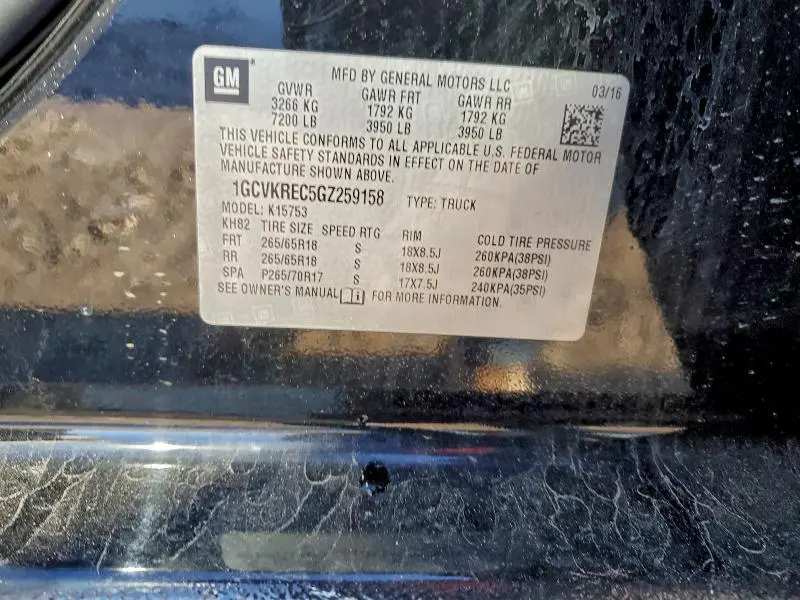 GM
MFD BY GENERAL MOTORS LLC 03/16
GVWR GAWR FRT GAWR RR
3266 KG 1792 KG 1792 KG
7200 LB 3950 LB 3950 LB
THIS VEHICLE CONFORMS TO ALL APPLICABLE U.S. FEDERAL MOTOR
VEHICLE SAFETY STANDARDS IN EFFECT ON THE DATE OF
MANUFACTURE SHOWN ABOVE.
1GCVKREC5GZ259158 TYPE: TRUCK
MODEL: K15753
KH82 TIRE SIZE SPEED RTG RIM COLD TIRE PRESSURE
FRT 265/65R18 S 18X8.5J 260KPA(38PSI)
RR 265/65R18 S 18X8.5J 260KPA(38PSI)
SPA P265/70R17 S 17X7.5J 240KPA(35PSI)
SEE OWNER'S MANUAL FOR MORE INFORMATION.